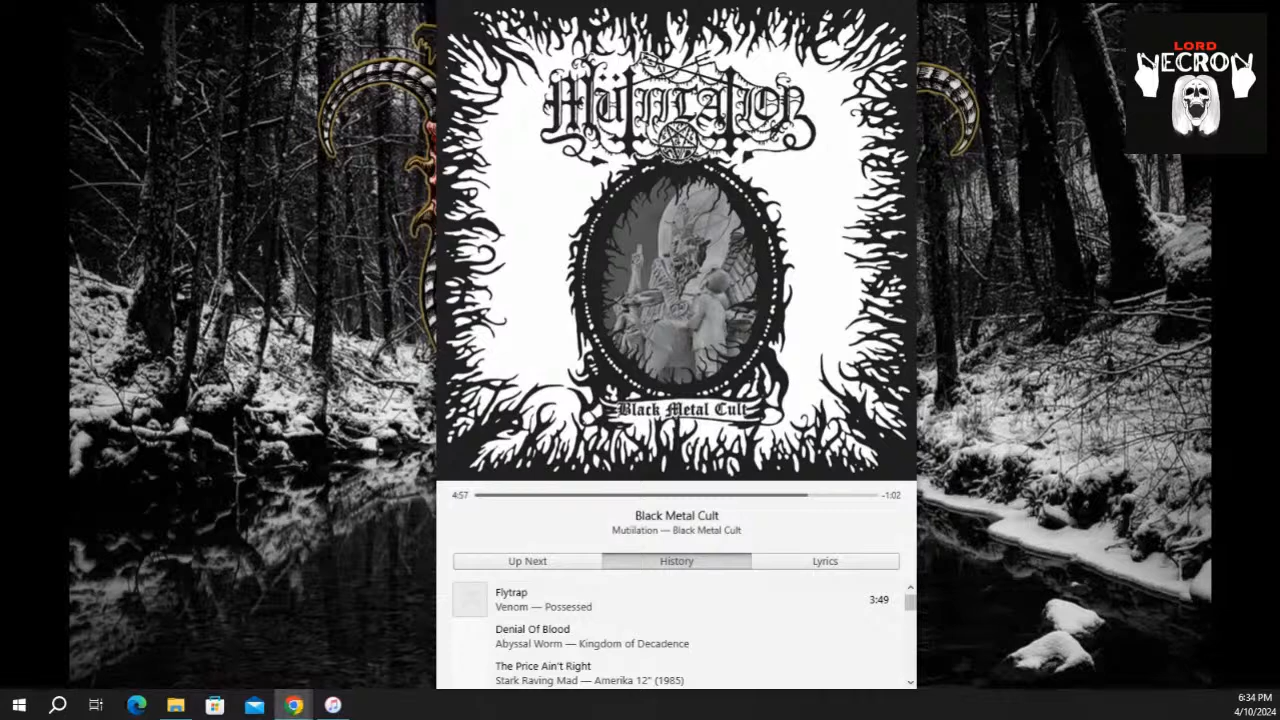 LORD
NECRON
Mütiilation
Black Metal Cult
4:57
-1:02
Black Metal Cult
Mutiilation — Black Metal Cult
Up Next
History
Lyrics
Flytrap
Venom — Possessed
3:49
Denial Of Blood
Abyssal Worm — Kingdom of Decadence
The Price Ain't Right
Stark Raving Mad — Amerika 12" (1985)
6:34 PM
4/10/2024